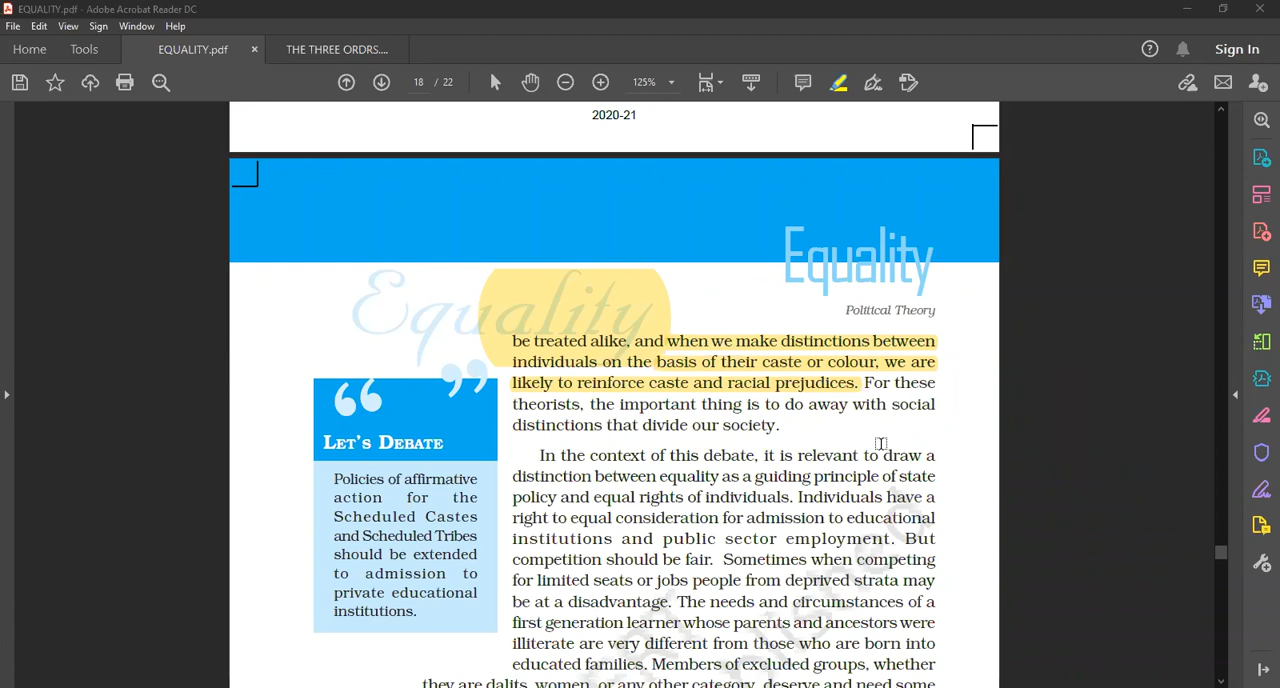 EQUALITY.pdf - Adobe Acrobat Reader DC
File Edit View Sign Window Help
Home Tools EQUALITY.pdf × THE THREE ORDRS.... Sign In
18 / 22 125%
2020-21
Equality
Equality
Political Theory
be treated alike, and when we make distinctions between
individuals on the basis of their caste or colour, we are
likely to reinforce caste and racial prejudices. For these
theorists, the important thing is to do away with social
distinctions that divide our society.
“ ”
LET'S DEBATE
Policies of affirmative
action for the
Scheduled Castes
and Scheduled Tribes
should be extended
to admission to
private educational
institutions.
In the context of this debate, it is relevant to draw a
distinction between equality as a guiding principle of state
policy and equal rights of individuals. Individuals have a
right to equal consideration for admission to educational
institutions and public sector employment. But
competition should be fair. Sometimes when competing
for limited seats or jobs people from deprived strata may
be at a disadvantage. The needs and circumstances of a
first generation learner whose parents and ancestors were
illiterate are very different from those who are born into
educated families. Members of excluded groups, whether
they are dalits, women, or any other category, deserve and need some